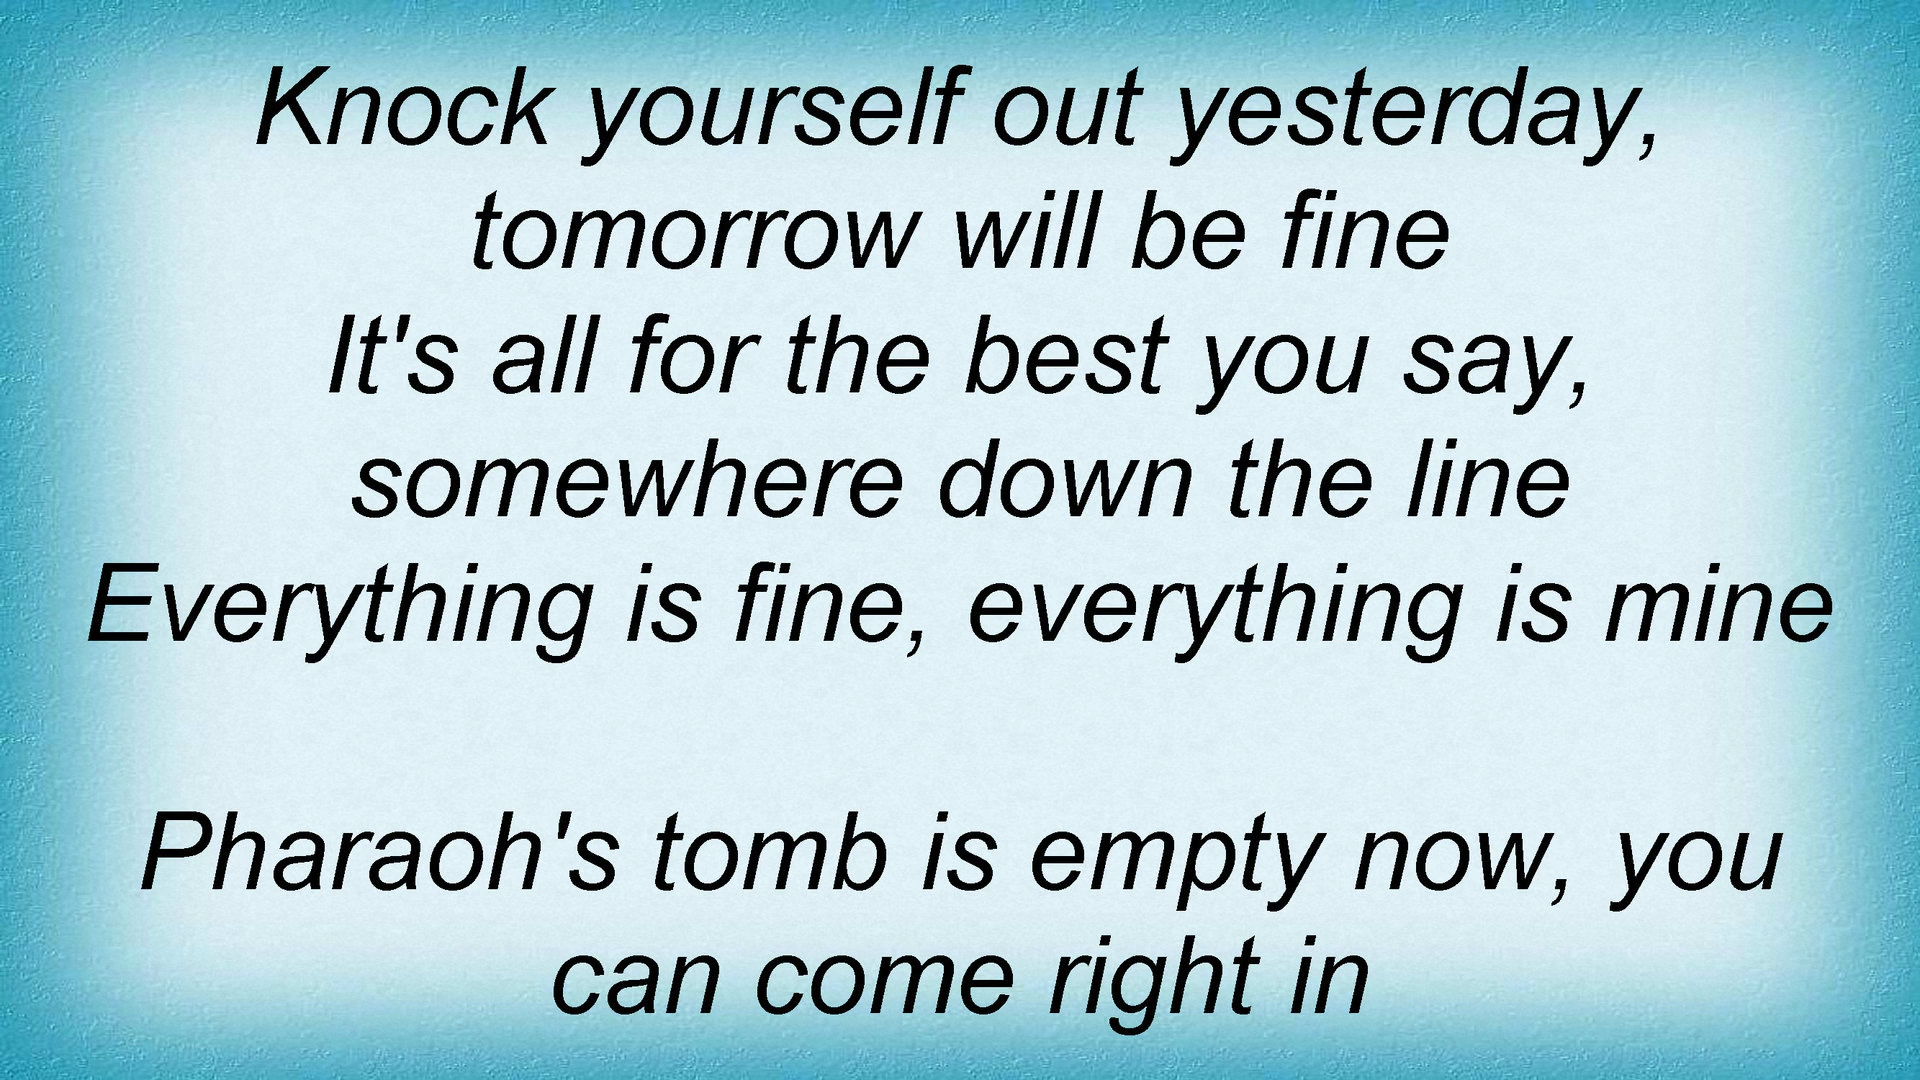 Knock yourself out yesterday,
tomorrow will be fine
It's all for the best you say,
somewhere down the line
Everything is fine, everything is mine
Pharaoh's tomb is empty now, you
can come right in